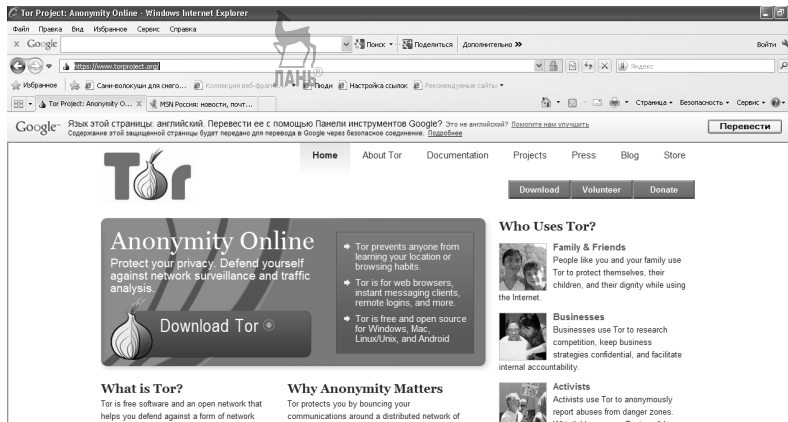 Tor Project: Anonymity Online - Windows Internet Explorer
Файл Правка Вид Избранное Сервис Справка
x Google Поиск Поделиться Дополнительно >> Войти
https://www.torproject.org/ Яндекс
Избранное Сани-волокуши для снего... Коллекция веб-фраг... Люди Настройка ссылок Рекомендуемые сайты
ЛАНЬ®
Tor Project: Anonymity O... X MSN Россия: новости, почт... Страница Безопасность Сервис
Google Язык этой страницы: английский. Перевести ее с помощью Панели инструментов Google? Это не английский? Помогите нам улучшить Перевести
Содержание этой защищенной страницы будет передано для перевода в Google через безопасное соединение. Подробнее
Tor
Home About Tor Documentation Projects Press Blog Store
Download Volunteer Donate
Anonymity Online
Protect your privacy. Defend yourself
against network surveillance and traffic
analysis.
Download Tor
Tor prevents anyone from
learning your location or
browsing habits.
Tor is for web browsers,
instant messaging clients,
remote logins, and more.
Tor is free and open source
for Windows, Mac,
Linux/Unix, and Android
Who Uses Tor?
Family & Friends
People like you and your family use
Tor to protect themselves, their
children, and their dignity while using
the Internet.
Businesses
Businesses use Tor to research
competition, keep business
strategies confidential, and facilitate
internal accountability.
Activists
Activists use Tor to anonymously
report abuses from danger zones.
What is Tor?
Tor is free software and an open network that
helps you defend against a form of network
Why Anonymity Matters
Tor protects you by bouncing your
communications around a distributed network of